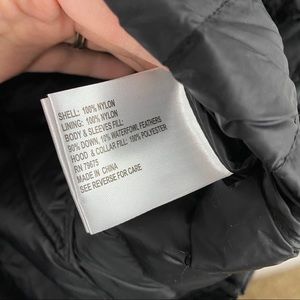 SHELL: 100% NYLON
LINING: 100% NYLON
BODY & SLEEVES FILL:
90% DOWN, 10% WATERFOWL FEATHERS
HOOD & COLLAR FILL: 100% POLYESTER
RN 79675
MADE IN CHINA
SEE REVERSE FOR CARE